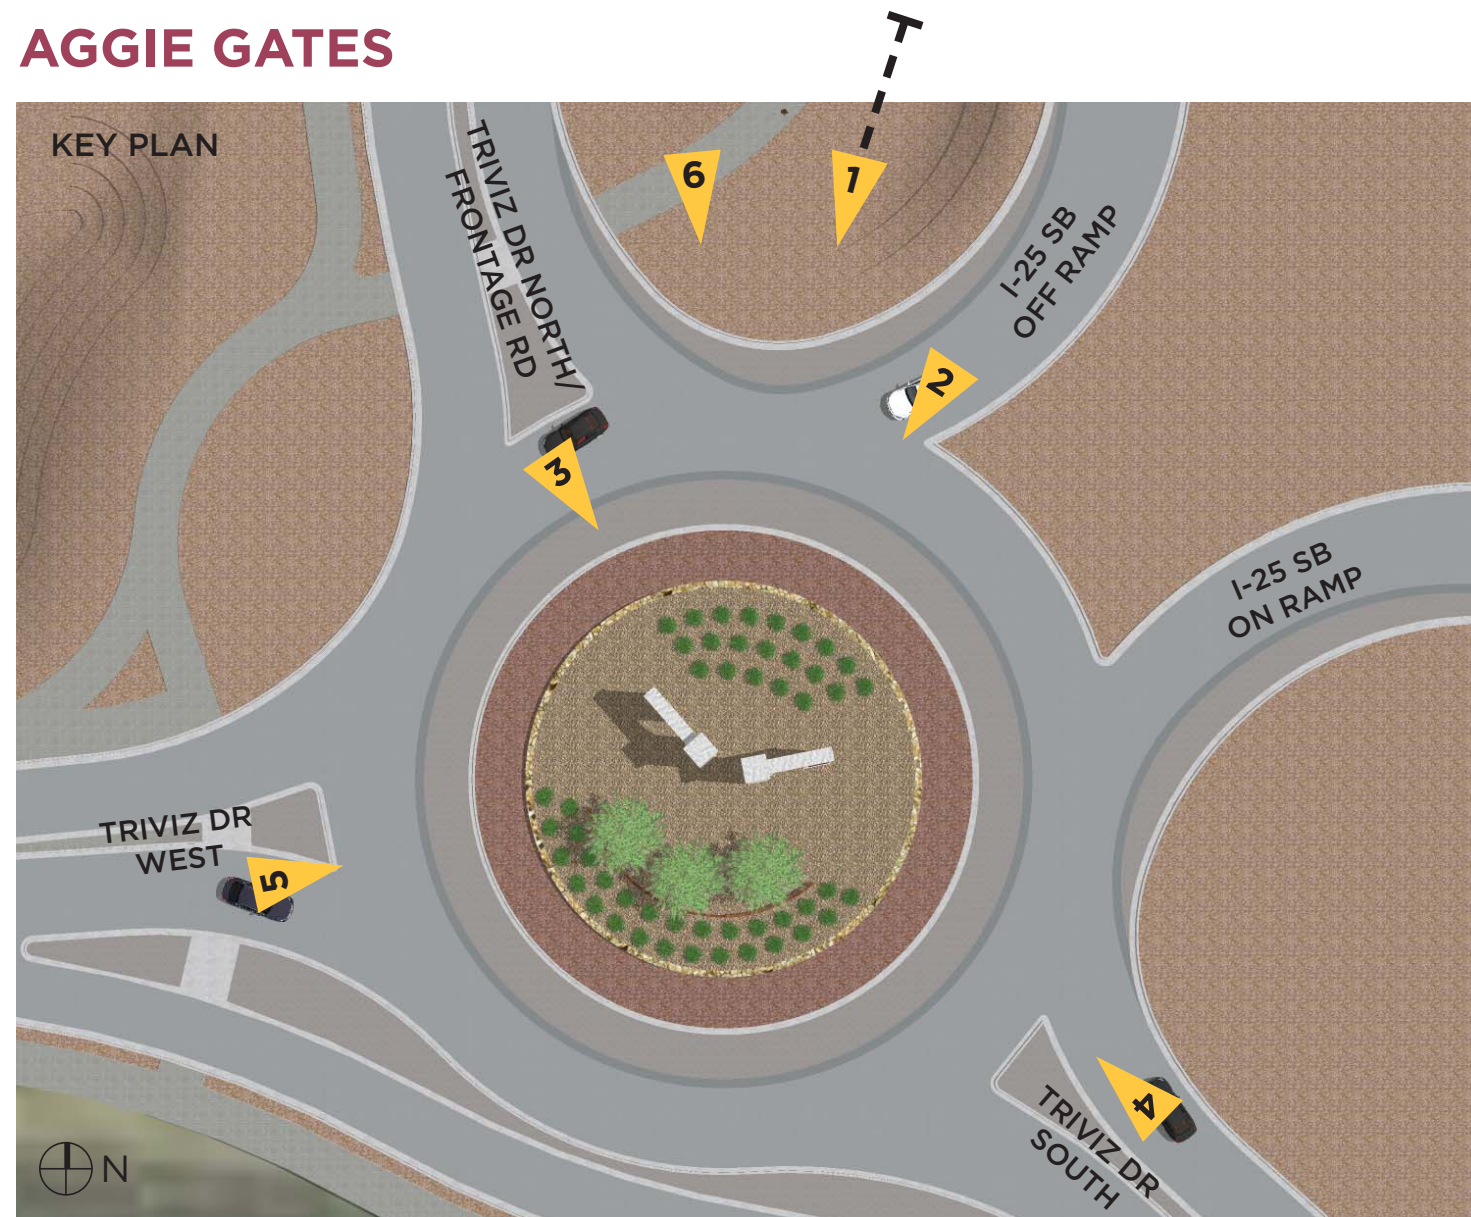 AGGIE GATES
KEY PLAN
TRIVIZ DR NORTH/
FRONTAGE RD
6
1
I-25 SB
OFF RAMP
2
3
I-25 SB
ON RAMP
TRIVIZ DR
WEST
5
4
TRIVIZ DR
SOUTH
N